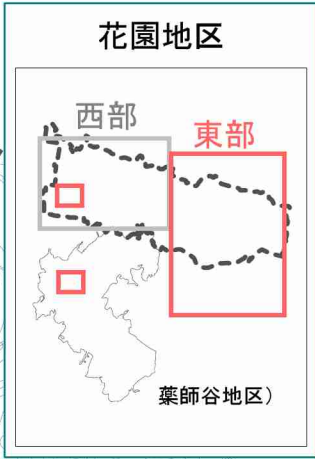 花園地区
西部
東部
薬師谷地区）